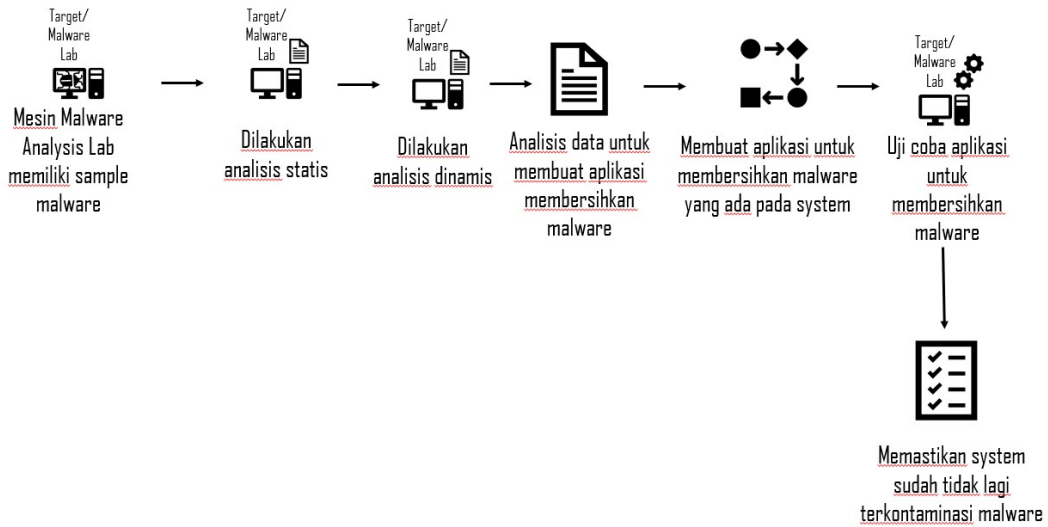 Target/
Malware
Lab
Mesin Malware
Analysis Lab
memiliki sample
malware
Target/
Malware
Lab
Dilakukan
analisis statis
Target/
Malware
Lab
Dilakukan
analisis dinamis
Analisis data untuk
membuat aplikasi
membersihkan
malware
Membuat aplikasi untuk
membersihkan malware
yang ada pada system
Target/
Malware
Lab
Uji coba aplikasi
untuk
membersihkan
malware
Memastikan system
sudah tidak lagi
terkontaminasi malware